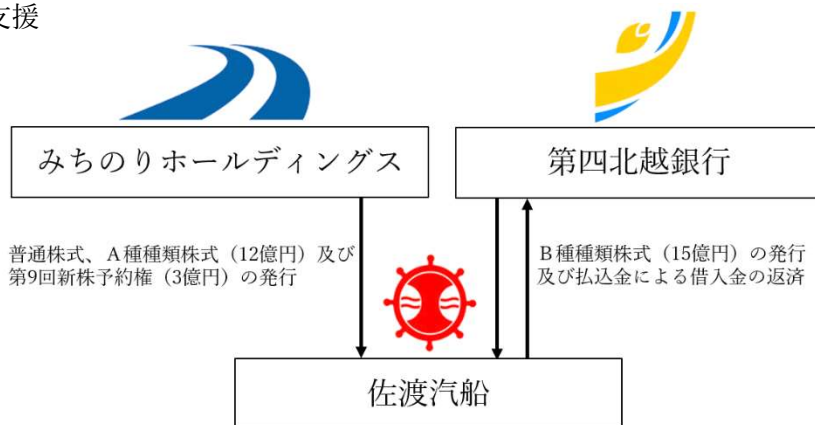 支援
みちのりホールディングス
第四北越銀行
普通株式、A種種類株式（12億円）及び
第9回新株予約権（3億円）の発行
B種種類株式（15億円）の発行
及び払込金による借入金の返済
佐渡汽船